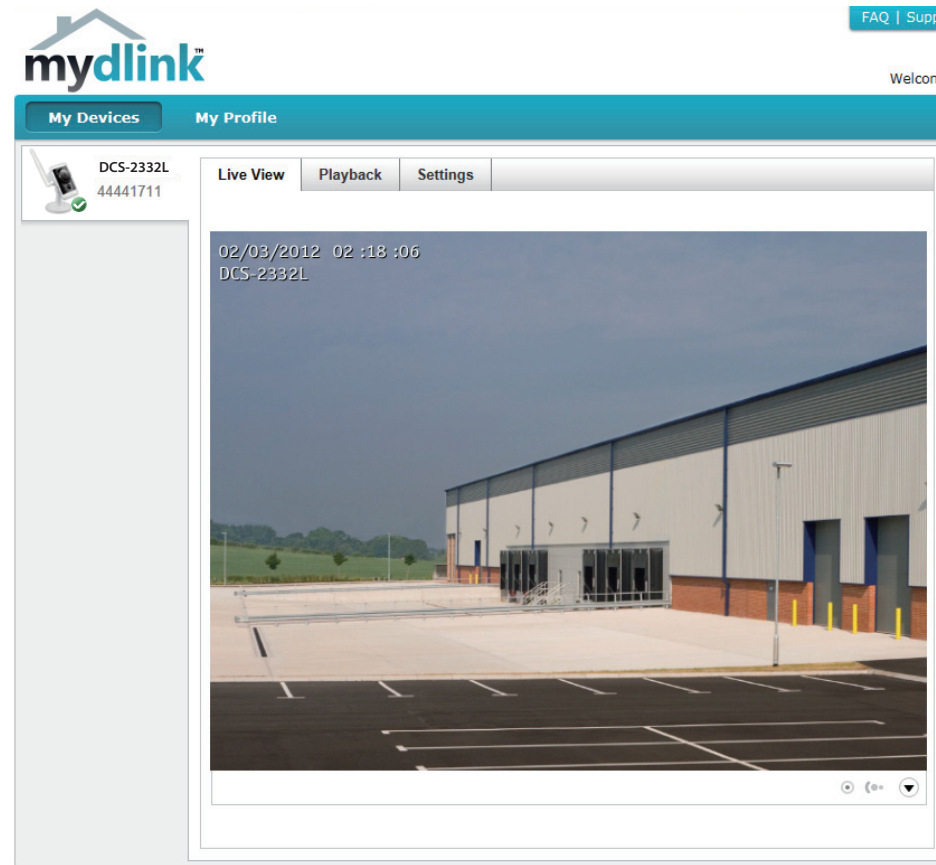 FAQ | Supp
mydlink™
Welcon
My Devices My Profile
DCS-2332L
44441711
Live View Playback Settings
02/03/2012 02 :18 :06
DCS-2332L